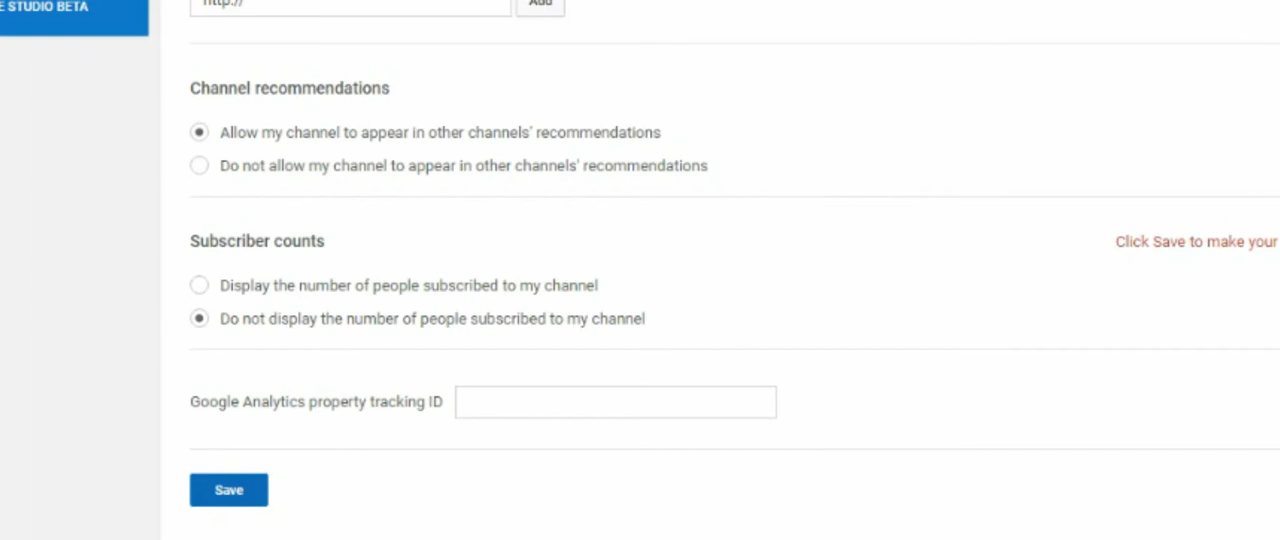 E STUDIO BETA
http://
Add
Channel recommendations
Allow my channel to appear in other channels' recommendations
Do not allow my channel to appear in other channels' recommendations
Subscriber counts
Click Save to make your
Display the number of people subscribed to my channel
Do not display the number of people subscribed to my channel
Google Analytics property tracking ID
Save